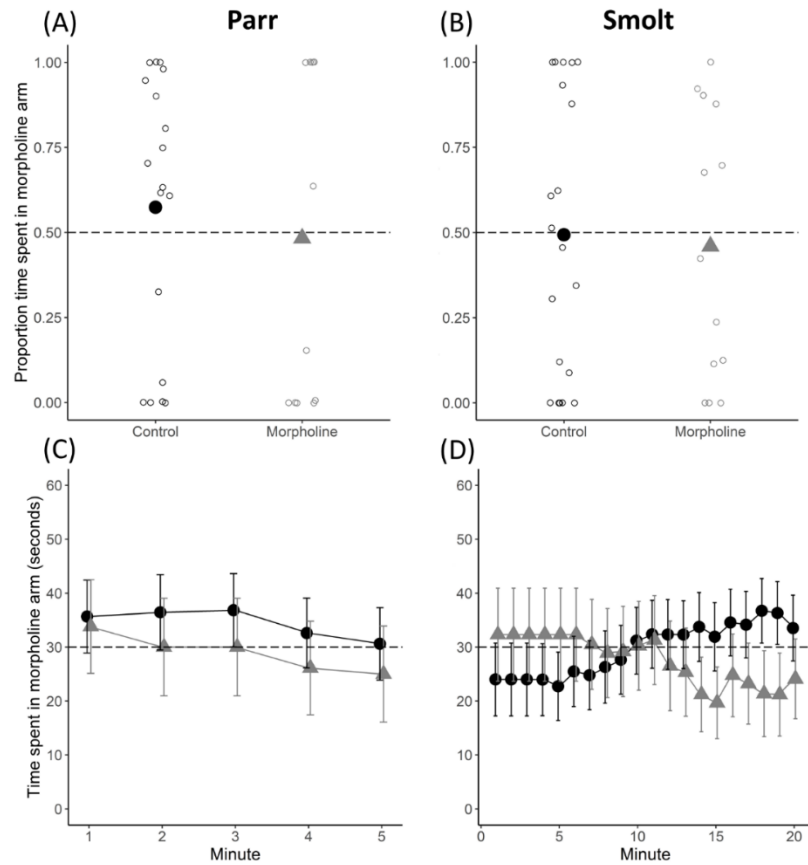 (A)
Parr
(B)
Smolt
Proportion time spent in morpholine arm
1.00
0.75
0.50
0.25
0.00
Control
Morpholine
1.00
0.75
0.50
0.25
0.00
Control
Morpholine
(C)
(D)
Time spent in morpholine arm (seconds)
60
50
40
30
20
10
0
1
2
3
4
5
Minute
60
50
40
30
20
10
0
0
5
10
15
20
Minute